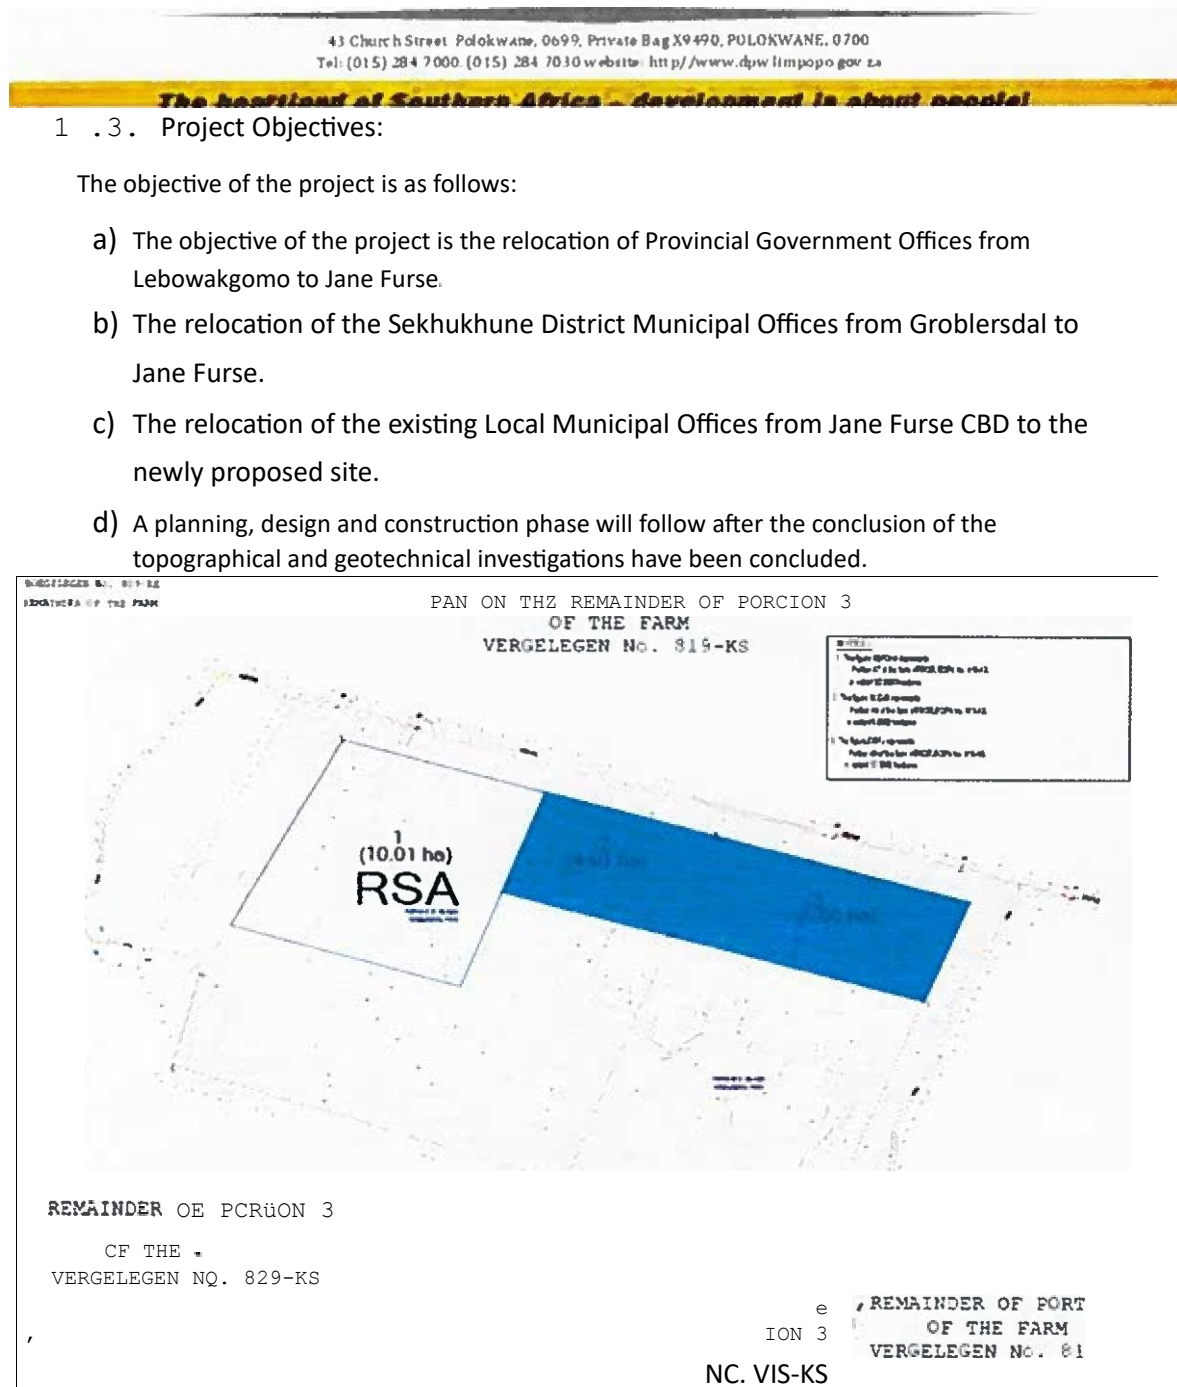 43 Church Street Polokwane, 0699, Private Bag X9490, POLOKWANE, 0700
Tel: (015) 284 7000. (015) 284 7030 website: http//www.dpw limpopo gov za
The heartland of Southern Africa - development is about people!
1 .3. Project Objectives:
The objective of the project is as follows:
a) The objective of the project is the relocation of Provincial Government Offices from
Lebowakgomo to Jane Furse.
b) The relocation of the Sekhukhune District Municipal Offices from Groblersdal to
Jane Furse.
c) The relocation of the existing Local Municipal Offices from Jane Furse CBD to the
newly proposed site.
d) A planning, design and construction phase will follow after the conclusion of the
topographical and geotechnical investigations have been concluded.
REMAINDER OF THE FARM
PAN ON THZ REMAINDER OF PORCION 3
OF THE FARM
VERGELEGEN No. 819-KS
1
(10.01 ha)
RSA
REMAINDER OE PCRüON 3
CF THE
VERGELEGEN NQ. 829-KS
e
ION 3
NC. VIS-KS
REMAINDER OF PORT
OF THE FARM
VERGELEGEN No. 81